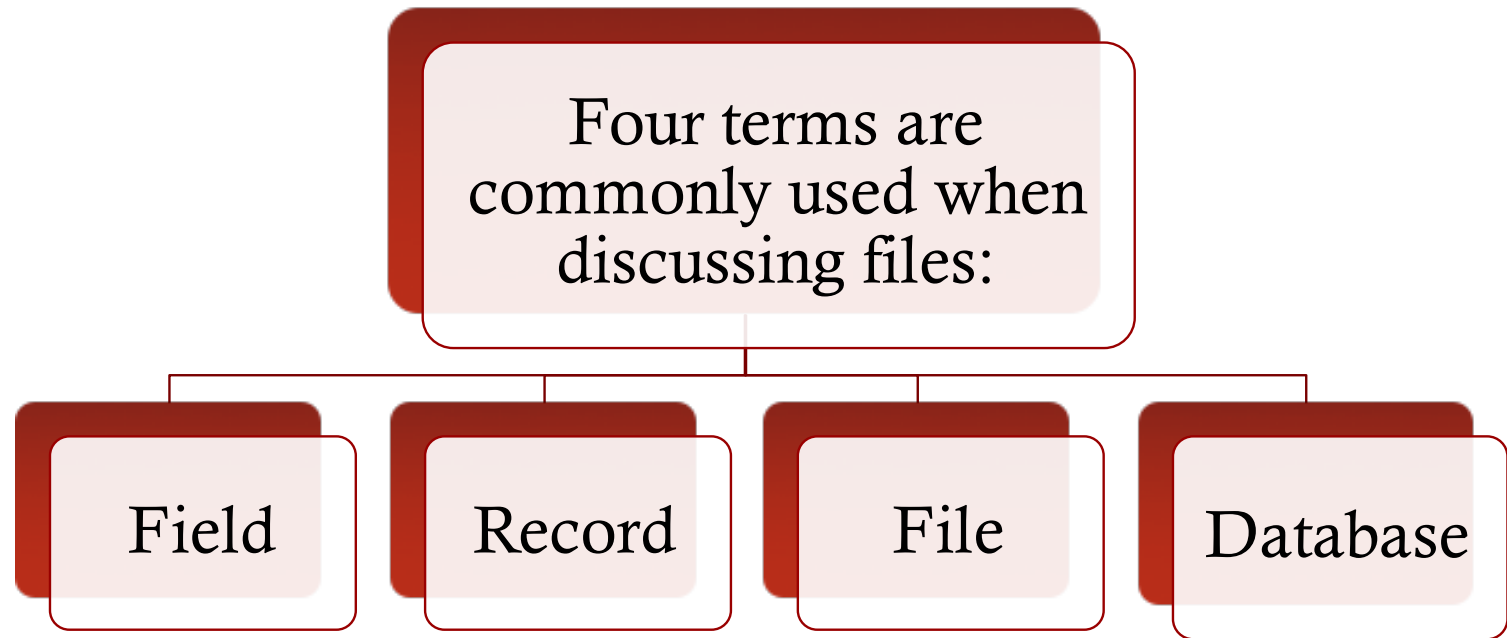 Four terms are
commonly used when
discussing files:
Field
Record
File
Database